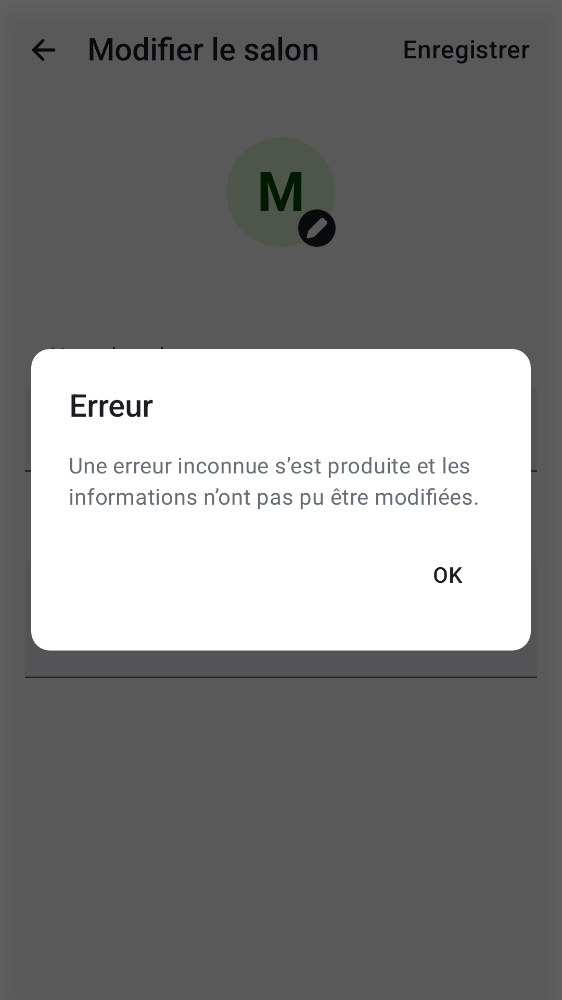 Modifier le salon
Enregistrer
M
Erreur
Une erreur inconnue s’est produite et les
informations n’ont pas pu être modifiées.
OK